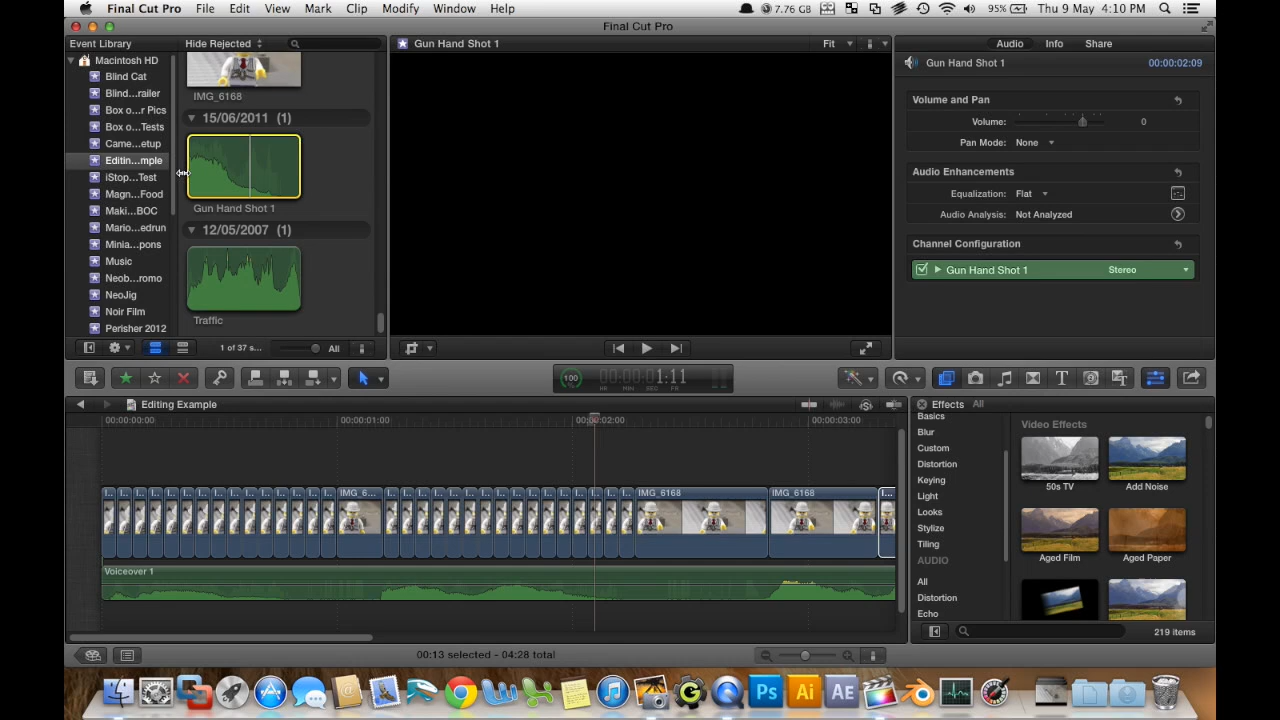 Final Cut Pro File Edit View Mark Clip Modify Window Help 7.76 GB 95% Thu 9 May 4:10 PM
Final Cut Pro
Event Library Hide Rejected Gun Hand Shot 1 Fit Audio Info Share
Macintosh HD
Blind Cat
Blind...railer
Box o...r Pics
Box o...Tests
Came...etup
Editin...mple
iStop...Test
Magn...Food
Maki...BOC
Mario...edrun
Minia...pons
Music
Neob...romo
NeoJig
Noir Film
Perisher 2012
IMG_6168
15/06/2011 (1)
Gun Hand Shot 1
12/05/2007 (1)
Traffic
1 of 37 s... All
Gun Hand Shot 1 00:00:02:09
Volume and Pan
Volume: 0
Pan Mode: None
Audio Enhancements
Equalization: Flat
Audio Analysis: Not Analyzed
Channel Configuration
Gun Hand Shot 1 Stereo
100 00:00:01:11
HR MIN SEC FR
Editing Example
00:00:00:00 00:00:01:00 00:00:02:00 00:00:03:00
I... I... I... I... I... I... I... I... I... I... I... I... I... I... I... IMG_6... I... I... I... I... I... I... I... I... I... I... I... I... I... I... I... I... IMG_6168 IMG_6168 I...
Voiceover 1
Effects All
Basics
Blur
Custom
Distortion
Keying
Light
Looks
Stylize
Tiling
AUDIO
All
Distortion
Echo
Video Effects
50s TV Add Noise
Aged Film Aged Paper
219 items
00:13 selected - 04:28 total
Ps Ai AE